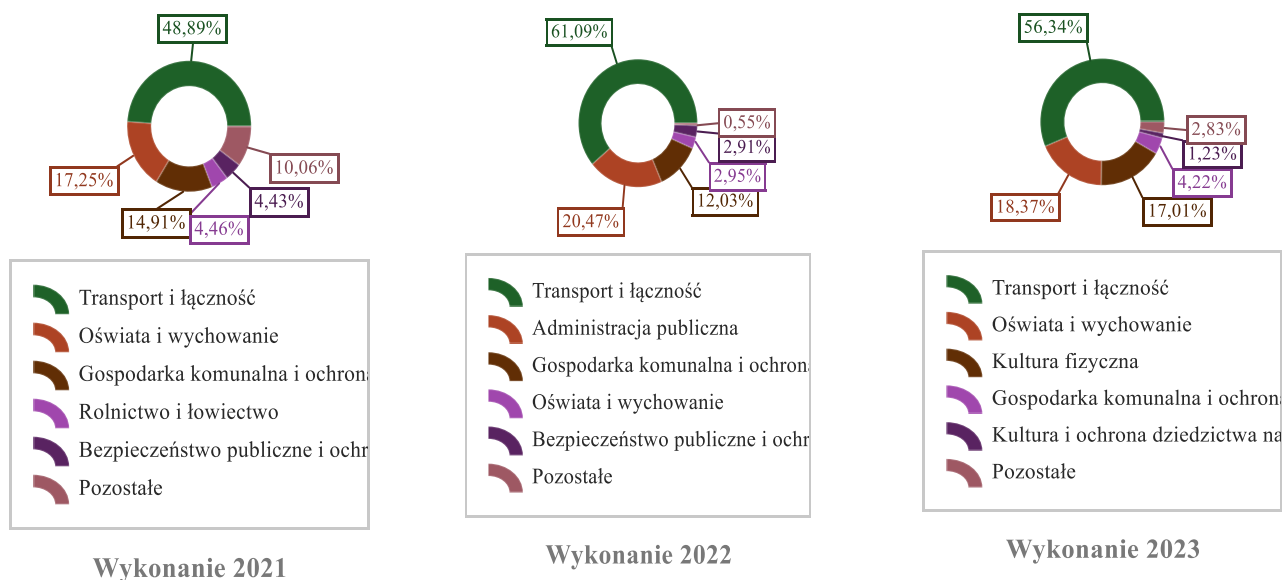 48,89%
17,25%
14,91%
4,46%
4,43%
10,06%
Transport i łączność
Oświata i wychowanie
Gospodarka komunalna i ochrona
Rolnictwo i łowiectwo
Bezpieczeństwo publiczne i ochr
Pozostałe
Wykonanie 2021
61,09%
0,55%
2,91%
2,95%
12,03%
20,47%
Transport i łączność
Administracja publiczna
Gospodarka komunalna i ochrona
Oświata i wychowanie
Bezpieczeństwo publiczne i ochr
Pozostałe
Wykonanie 2022
56,34%
2,83%
1,23%
4,22%
17,01%
18,37%
Transport i łączność
Oświata i wychowanie
Kultura fizyczna
Gospodarka komunalna i ochrona
Kultura i ochrona dziedzictwa na
Pozostałe
Wykonanie 2023